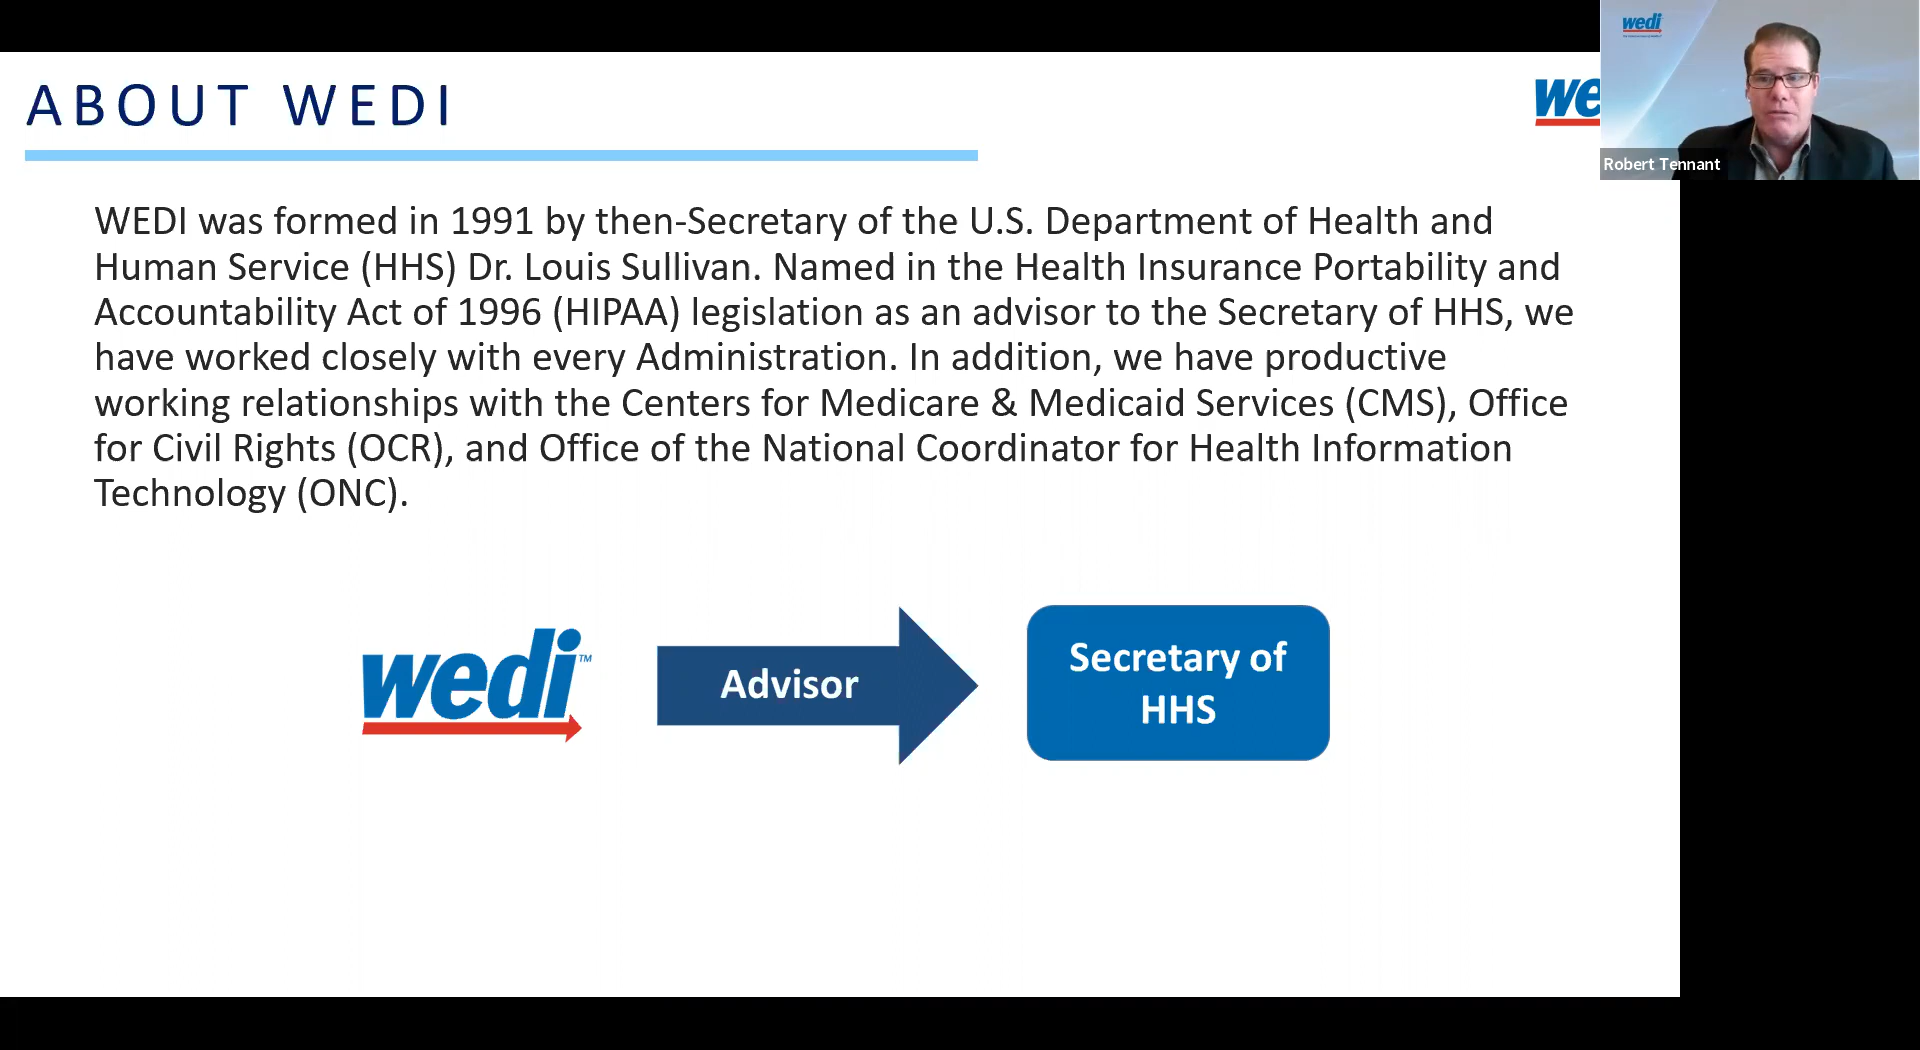 ABOUT WEDI
we
wedi
Robert Tennant
WEDI was formed in 1991 by then-Secretary of the U.S. Department of Health and
Human Service (HHS) Dr. Louis Sullivan. Named in the Health Insurance Portability and
Accountability Act of 1996 (HIPAA) legislation as an advisor to the Secretary of HHS, we
have worked closely with every Administration. In addition, we have productive
working relationships with the Centers for Medicare & Medicaid Services (CMS), Office
for Civil Rights (OCR), and Office of the National Coordinator for Health Information
Technology (ONC).
wedi™
Advisor
Secretary of
HHS